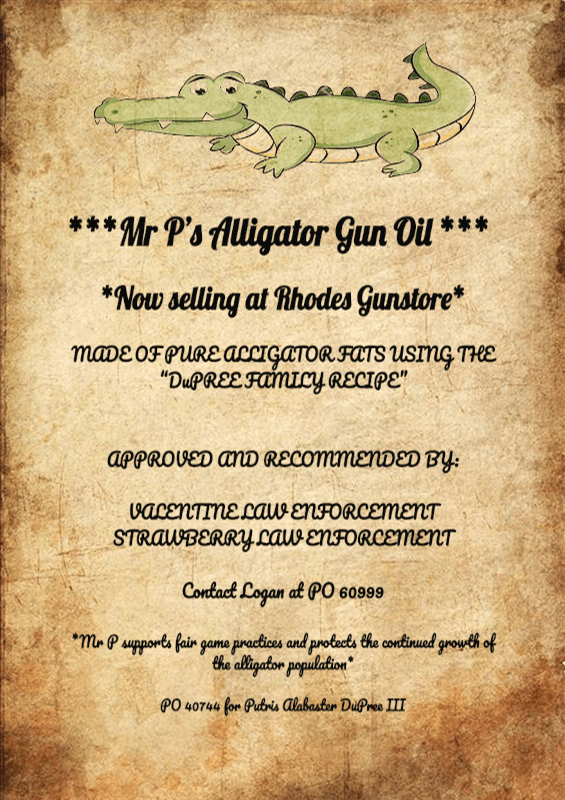 ***Mr P's Alligator Gun Oil ***
*Now selling at Rhodes Gunstore*
MADE OF PURE ALLIGATOR FATS USING THE
“DuPREE FAMILY RECIPE”
APPROVED AND RECOMMENDED BY:
VALENTINE LAW ENFORCEMENT
STRAWBERRY LAW ENFORCEMENT
Contact Logan at PO 60999
*Mr P supports fair game practices and protects the continued growth of
the alligator population*
PO 40744 for Putris Alabaster DuPree III